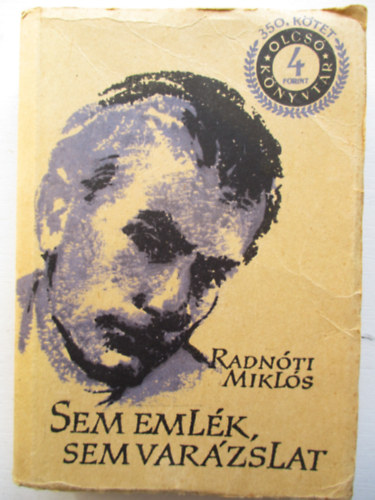 350. KÖTET
OLCSÓ
4
FORINT
KÖNYVTÁR
RADNÓTI
MIKLÓS
SEM EMLÉK,
SEM VARÁZSLAT